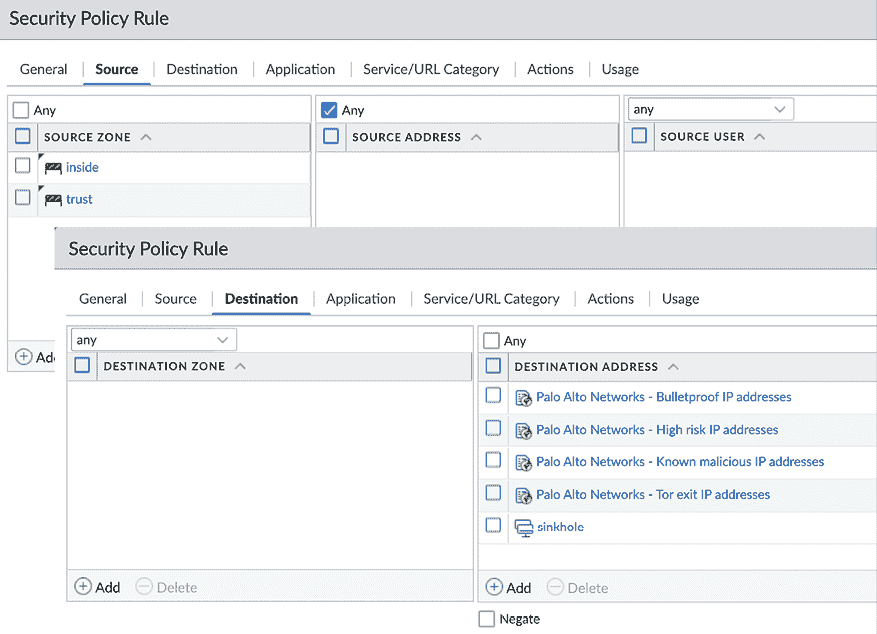 Security Policy Rule
General Source Destination Application Service/URL Category Actions Usage
Any
SOURCE ZONE
inside
trust
Any
SOURCE ADDRESS
any
SOURCE USER
Security Policy Rule
General Source Destination Application Service/URL Category Actions Usage
any
DESTINATION ZONE
Add Delete
Any
DESTINATION ADDRESS
Palo Alto Networks - Bulletproof IP addresses
Palo Alto Networks - High risk IP addresses
Palo Alto Networks - Known malicious IP addresses
Palo Alto Networks - Tor exit IP addresses
sinkhole
Add Delete
Negate